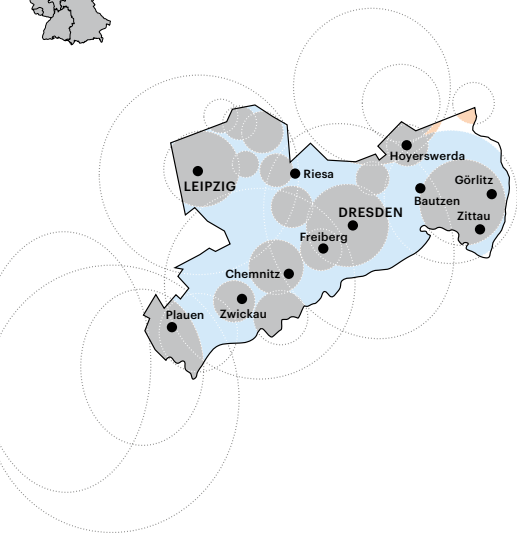 Hoyerswerda
Riesa
LEIPZIG
Görlitz
Bautzen
DRESDEN
Zittau
Freiberg
Chemnitz
Plauen
Zwickau